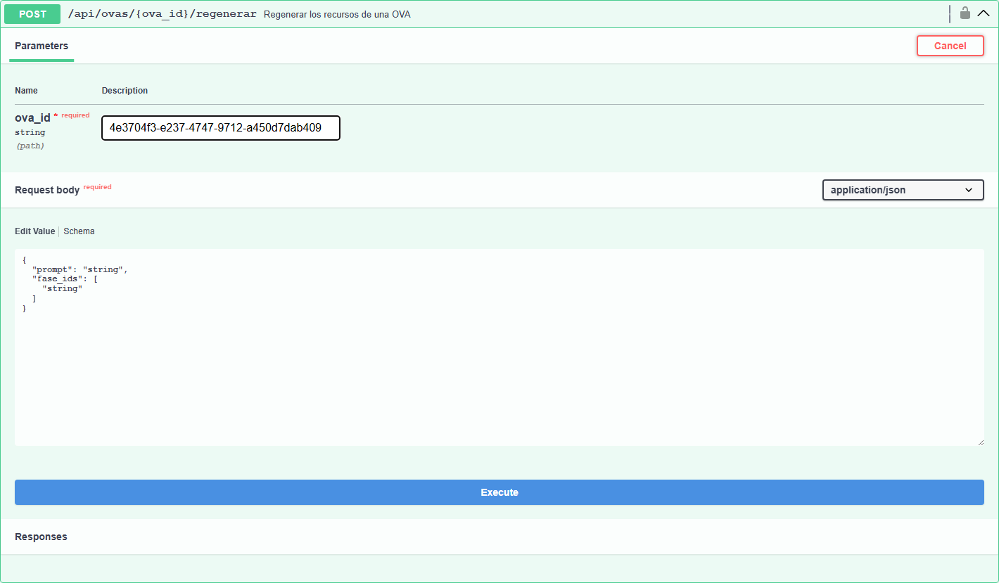 POST /api/ovas/{ova_id}/regenerar Regenerar los recursos de una OVA
Parameters
Cancel
Name Description
ova_id * required
string
(path)
4e3704f3-e237-4747-9712-a450d7dab409
Request body required
application/json
Edit Value Schema
{
  "prompt": "string",
  "fase_ids": [
    "string"
  ]
}
Execute
Responses